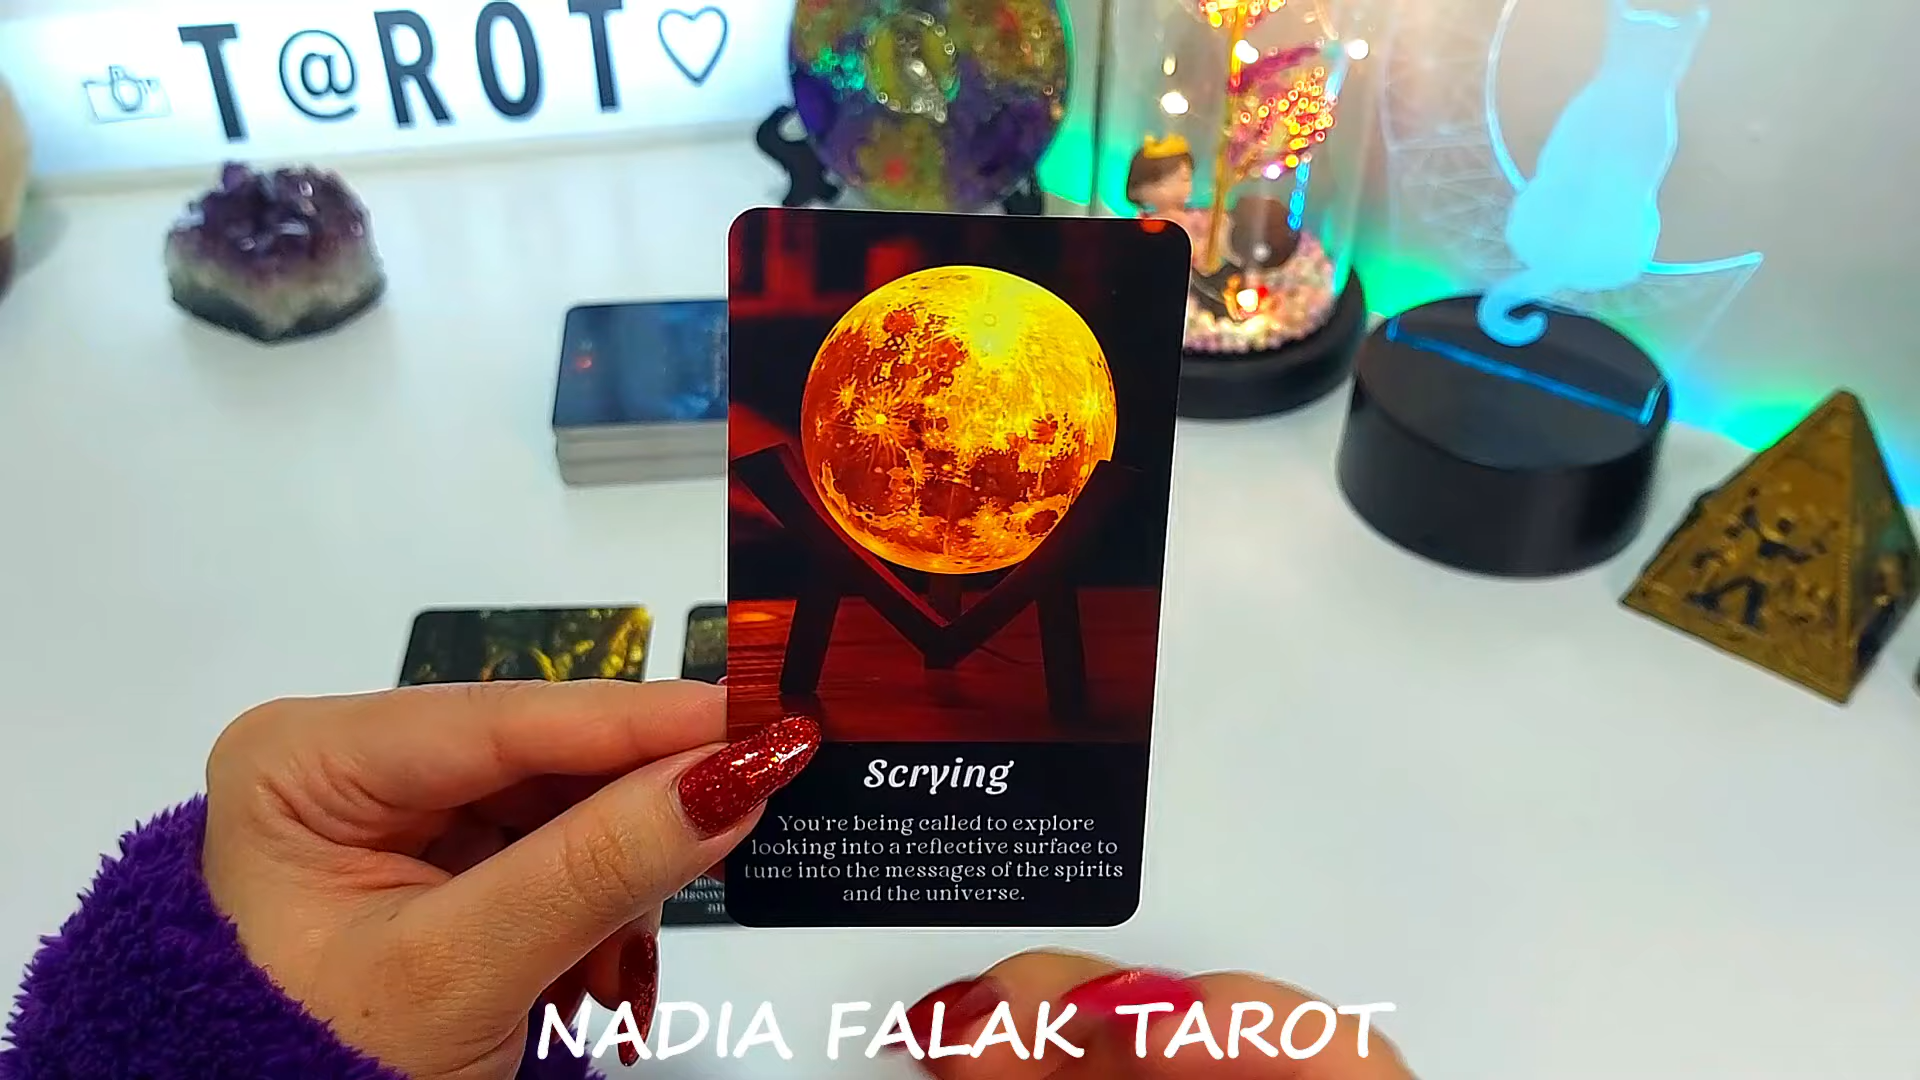 T@ROT♡
Scrying
You're being called to explore
looking into a reflective surface to
tune into the messages of the spirits
and the universe.
NADIA FALAK TAROT